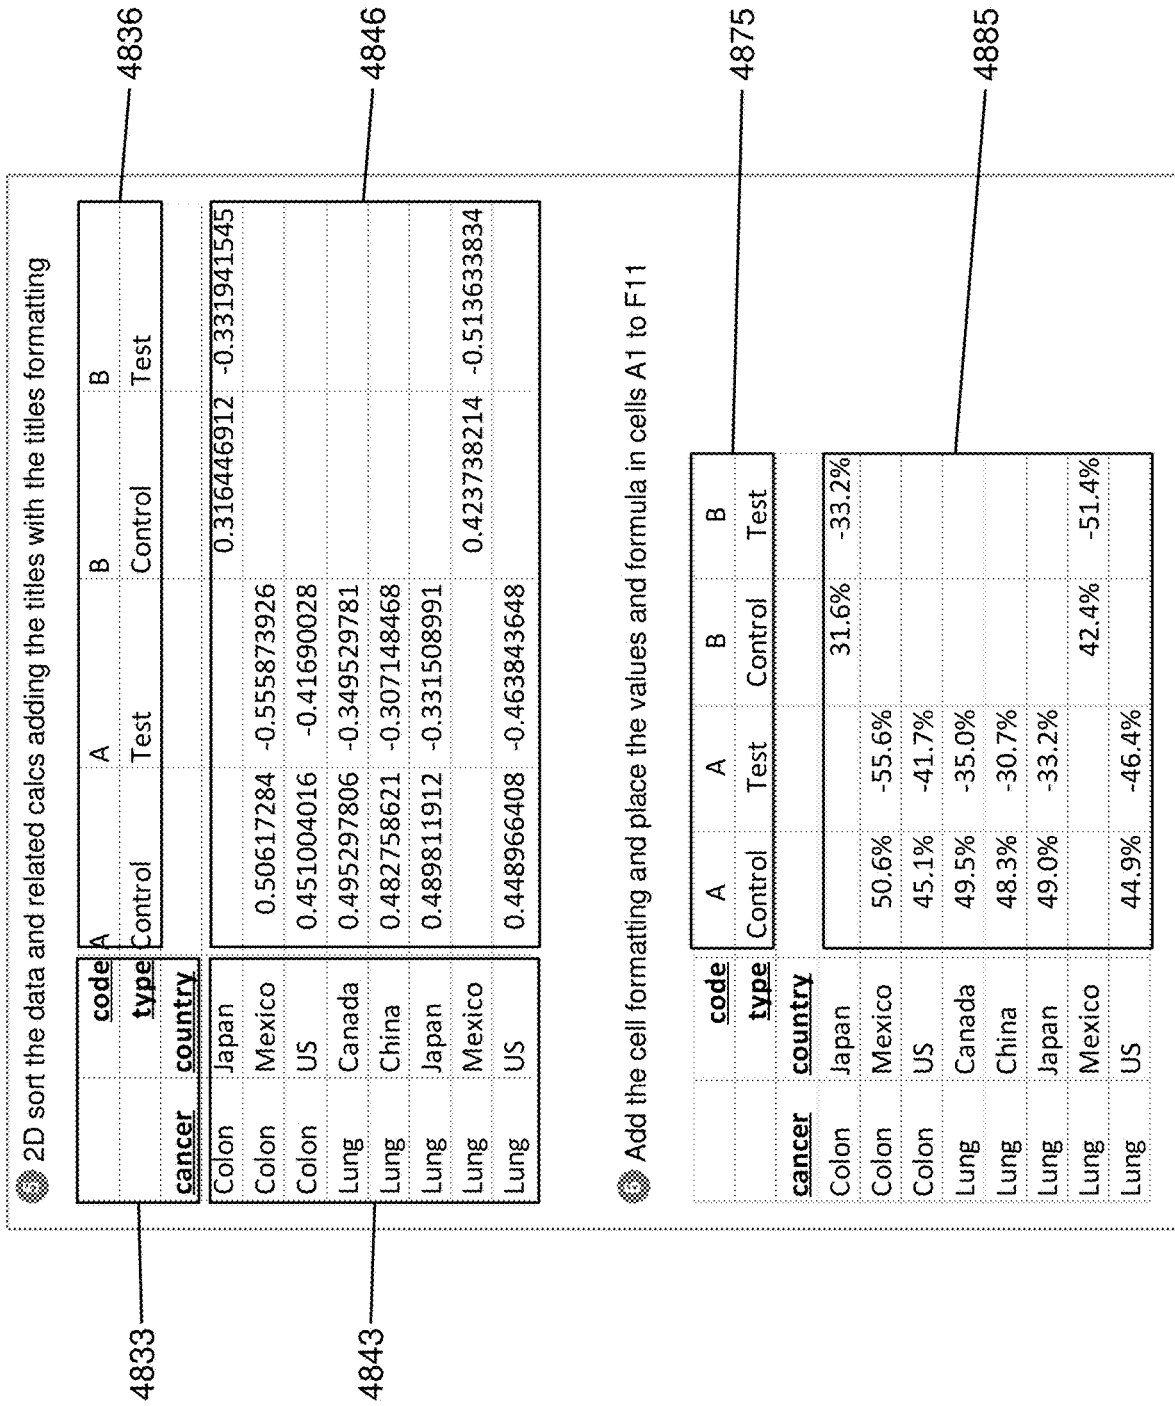 4836
4846
4875
4885
2D sort the data and related calcs adding the titles with the titles formatting
code A A B B
type Control Test Control Test
cancer country
Colon Japan 0.316446912 -0.331941545
Colon Mexico 0.50617284 -0.555873926
Colon US 0.451004016 -0.41690028
Lung Canada 0.495297806 -0.349529781
Lung China 0.482758621 -0.307148468
Lung Japan 0.489811912 -0.331508991
Lung Mexico 0.423738214 -0.513633834
Lung US 0.448966408 -0.463843648
Add the cell formatting and place the values and formula in cells A1 to F11
code A A B B
type Control Test Control Test
cancer country
Colon Japan 31.6% -33.2%
Colon Mexico 50.6% -55.6%
Colon US 45.1% -41.7%
Lung Canada 49.5% -35.0%
Lung China 48.3% -30.7%
Lung Japan 49.0% -33.2%
Lung Mexico 42.4% -51.4%
Lung US 44.9% -46.4%
4833
4843